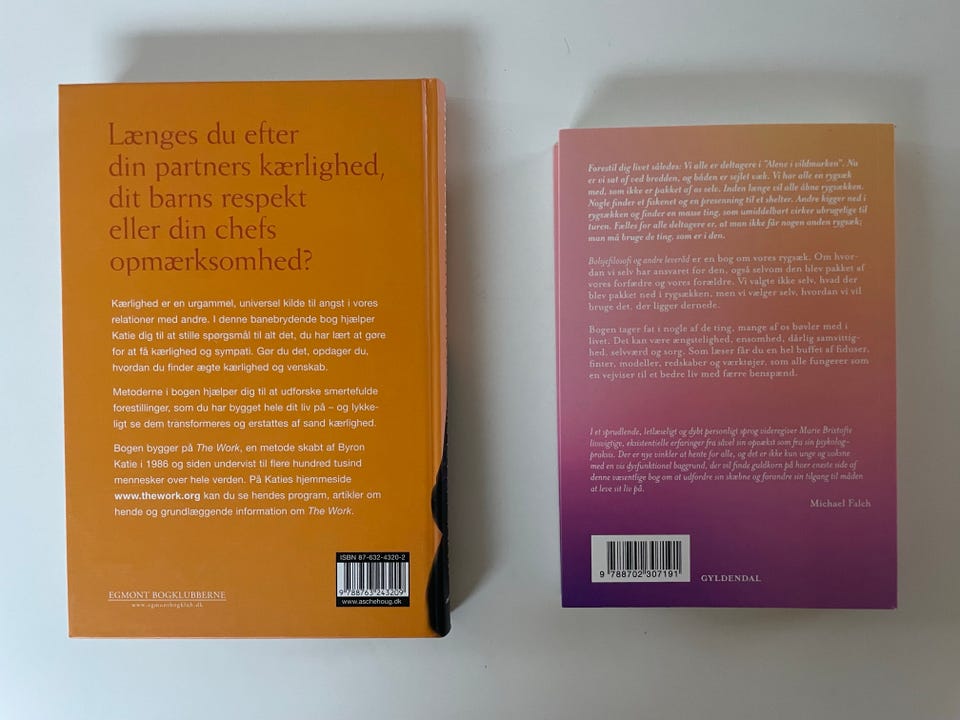 Længes du efter
din partners kærlighed,
dit barns respekt
eller din chefs
opmærksomhed?
Kærlighed er en urgammel, universel kilde til angst i vores
relationer med andre. I denne banebrydende bog hjælper
Katie dig til at stille spørgsmål til alt det, du har lært at gøre
for at få kærlighed og sympati. Gør du det, opdager du,
hvordan du finder ægte kærlighed og venskab.
Metoderne i bogen hjælper dig til at udforske smertefulde
forestillinger, som du har bygget hele dit liv på – og lykke-
ligt se dem transformeres og erstattes af sand kærlighed.
Bogen bygger på The Work, en metode skabt af Byron
Katie i 1986 og siden undervist til flere hundred tusind
mennesker over hele verden. På Katies hjemmeside
www.thework.org kan du se hendes program, artikler om
hende og grundlæggende information om The Work.
EGMONT BOGKLUBBERNE
www.egmontbogklub.dk
ISBN 87-632-4320-2
9 788763 243209
www.aschehoug.dk
Forestil dig livet således: Vi alle er deltagere i "Alene i vildmarken". Nu
er vi sat af ved bredden, og båden er sejlet væk. Vi har alle en rygsæk
med, som ikke er pakket af os selv. Inden længe vil alle åbne rygsækken.
Nogle finder et fiskenet og en presenning til et shelter. Andre kigger ned i
rygsækken og finder en masse ting, som umiddelbart virker ubrugelige til
turen. Fælles for alle deltagere er, at man ikke får nogen anden rygsæk;
man må bruge de ting, som er i den.
Bolsjefilosofi og andre leveråd er en bog om vores rygsæk. Om hvor-
dan vi selv har ansvaret for den, også selvom den blev pakket af
vores forfædre og vores forældre. Vi valgte ikke selv, hvad der
blev pakket ned i rygsækken, men vi vælger selv, hvordan vi vil
bruge det, der ligger dernede.
Bogen tager fat i nogle af de ting, mange af os bøvler med i
livet. Det kan være ængstelighed, ensomhed, dårlig samvittig-
hed, selvværd og sorg. Som læser får du en hel buffet af fiduser,
finter, modeller, redskaber og værktøjer, som alle fungerer som
en vejviser til et bedre liv med færre benspænd.
I et sprudlende, letlæseligt og dybt personligt sprog videregiver Marie Brixtofte
livsvigtige, eksistentielle erfaringer fra såvel sin opvækst som fra sin psykolog-
praksis. Der er nye vinkler at hente for alle, og det er ikke kun unge og voksne
med en vis dysfunktionel baggrund, der vil finde guldkorn på hver eneste side af
denne væsentlige bog om at udfordre sin skæbne og forandre sin tilgang til måden
at leve sit liv på.
Michael Falch
9 788702 307191
GYLDENDAL